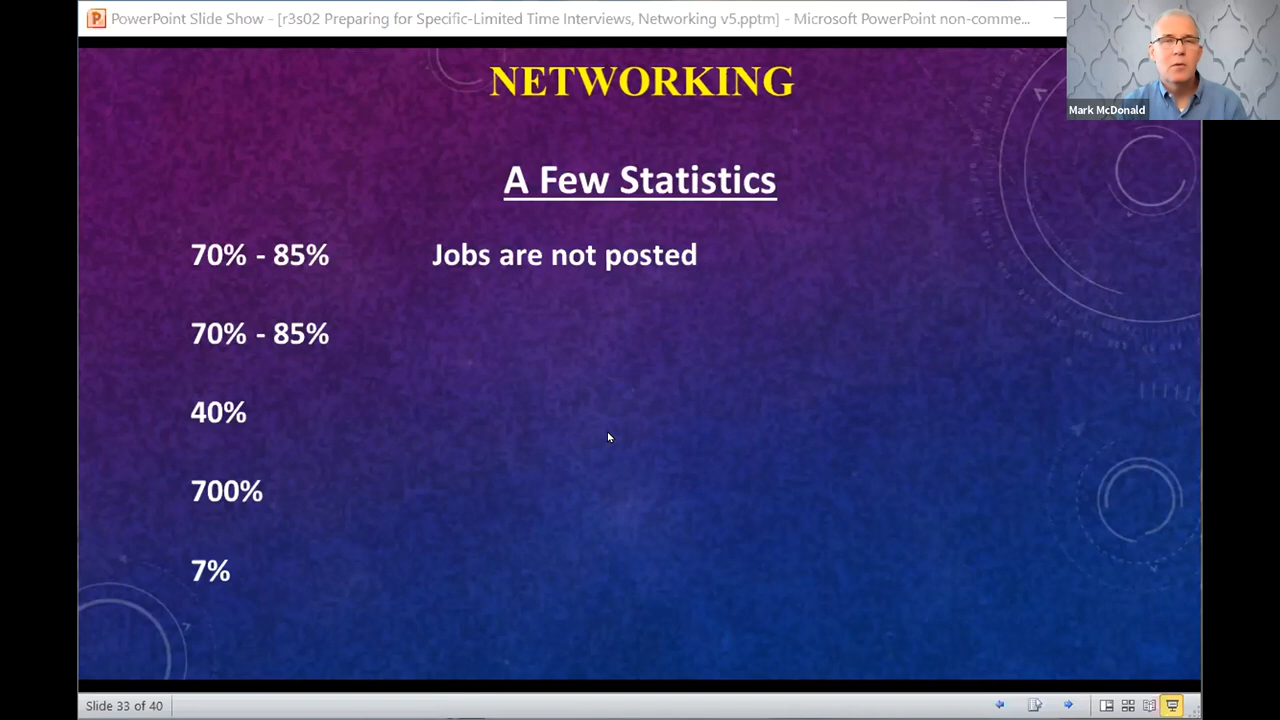 PowerPoint Slide Show - [r3s02 Preparing for Specific-Limited Time Interviews, Networking v5.pptm] - Microsoft PowerPoint non-comme...
Mark McDonald
NETWORKING
A Few Statistics
70% - 85% Jobs are not posted
70% - 85%
40%
700%
7%
Slide 33 of 40